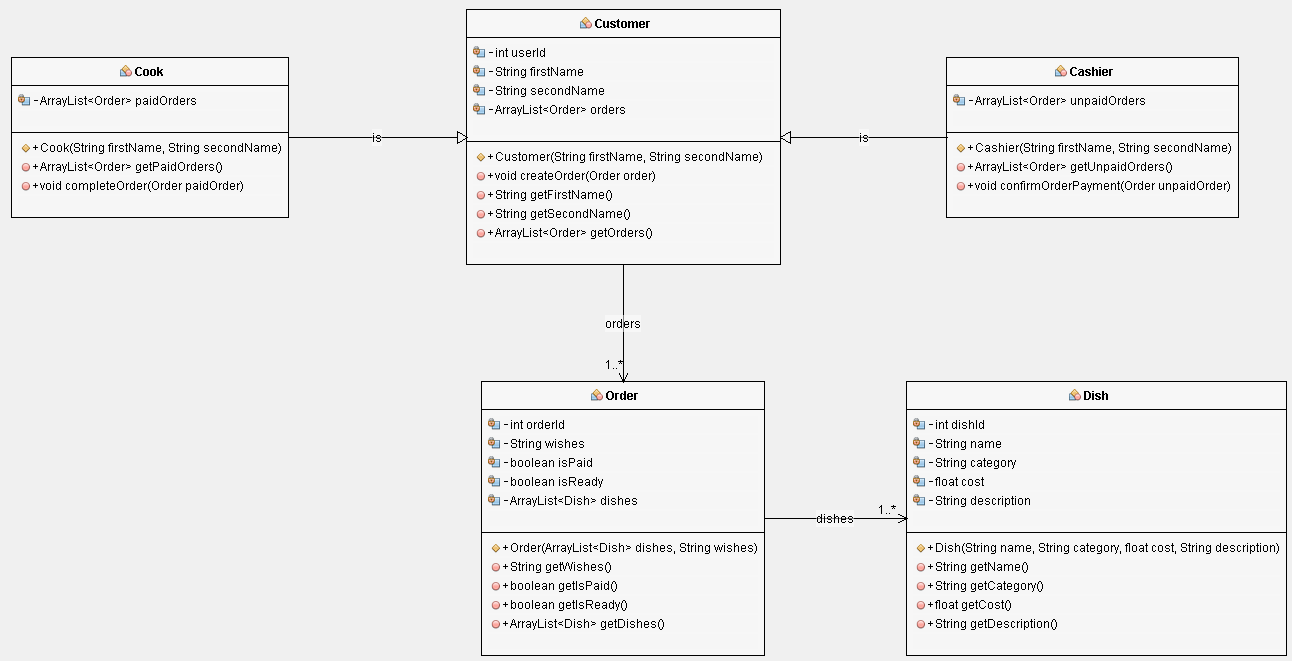 Cook
-ArrayList<Order> paidOrders
+Cook(String firstName, String secondName)
+ArrayList<Order> getPaidOrders()
+void completeOrder(Order paidOrder)
is
Customer
-int userId
-String firstName
-String secondName
-ArrayList<Order> orders
+Customer(String firstName, String secondName)
+void createOrder(Order order)
+String getFirstName()
+String getSecondName()
+ArrayList<Order> getOrders()
is
Cashier
-ArrayList<Order> unpaidOrders
+Cashier(String firstName, String secondName)
+ArrayList<Order> getUnpaidOrders()
+void confirmOrderPayment(Order unpaidOrder)
orders
1..*
Order
-int orderId
-String wishes
-boolean isPaid
-boolean isReady
-ArrayList<Dish> dishes
+Order(ArrayList<Dish> dishes, String wishes)
+String getWishes()
+boolean getIsPaid()
+boolean getIsReady()
+ArrayList<Dish> getDishes()
dishes
1..*
Dish
-int dishId
-String name
-String category
-float cost
-String description
+Dish(String name, String category, float cost, String description)
+String getName()
+String getCategory()
+float getCost()
+String getDescription()